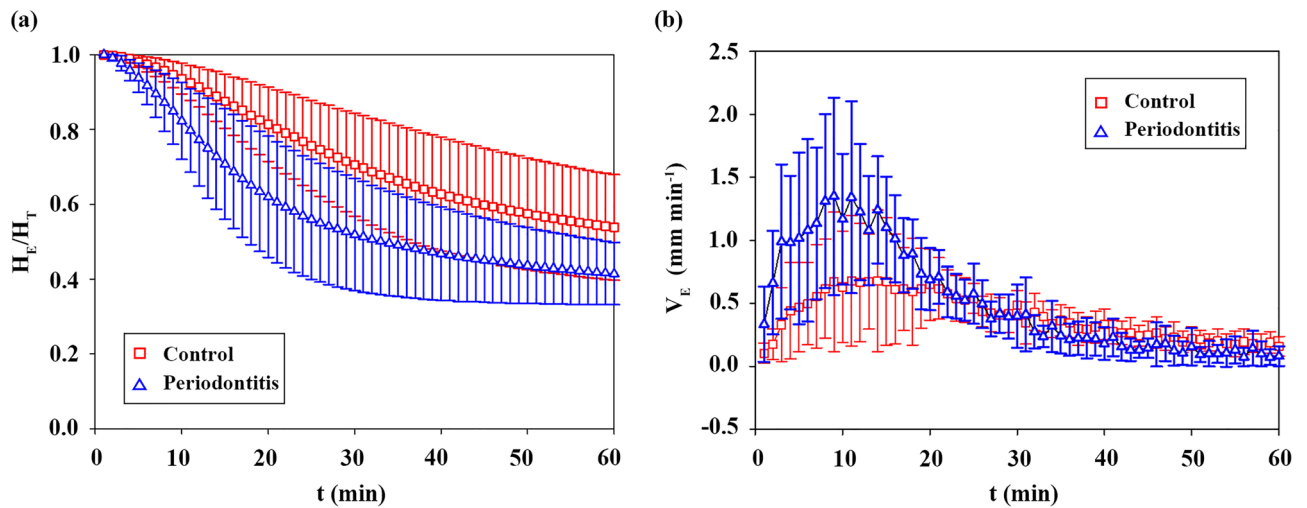 (a)
1.0
0.8
0.6
0.4
0.2
0.0
H_E/H_T
Control
Periodontitis
0 10 20 30 40 50 60
t (min)
(b)
2.5
2.0
1.5
1.0
0.5
0.0
-0.5
V_E (mm min⁻¹)
Control
Periodontitis
0 10 20 30 40 50 60
t (min)